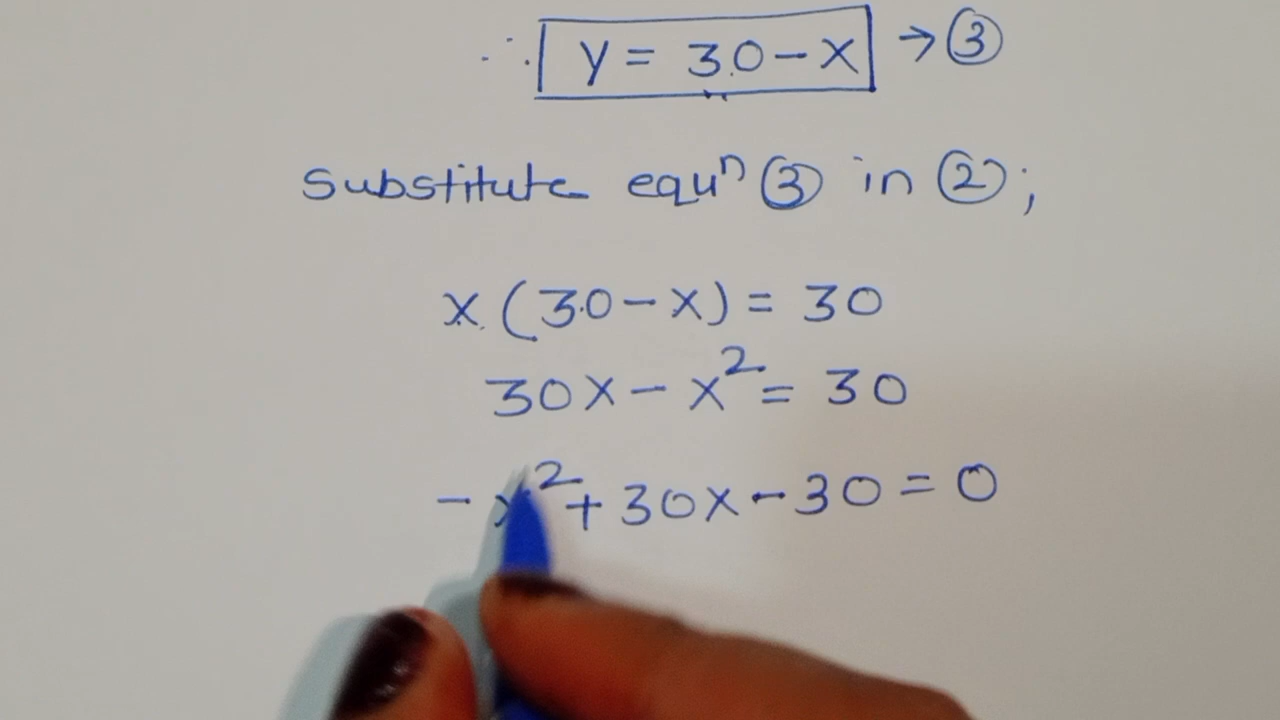 ∴ y = 30 - x → ③
Substitute equⁿ ③ in ②;
x (30 - x) = 30
30x - x² = 30
- x² + 30x - 30 = 0